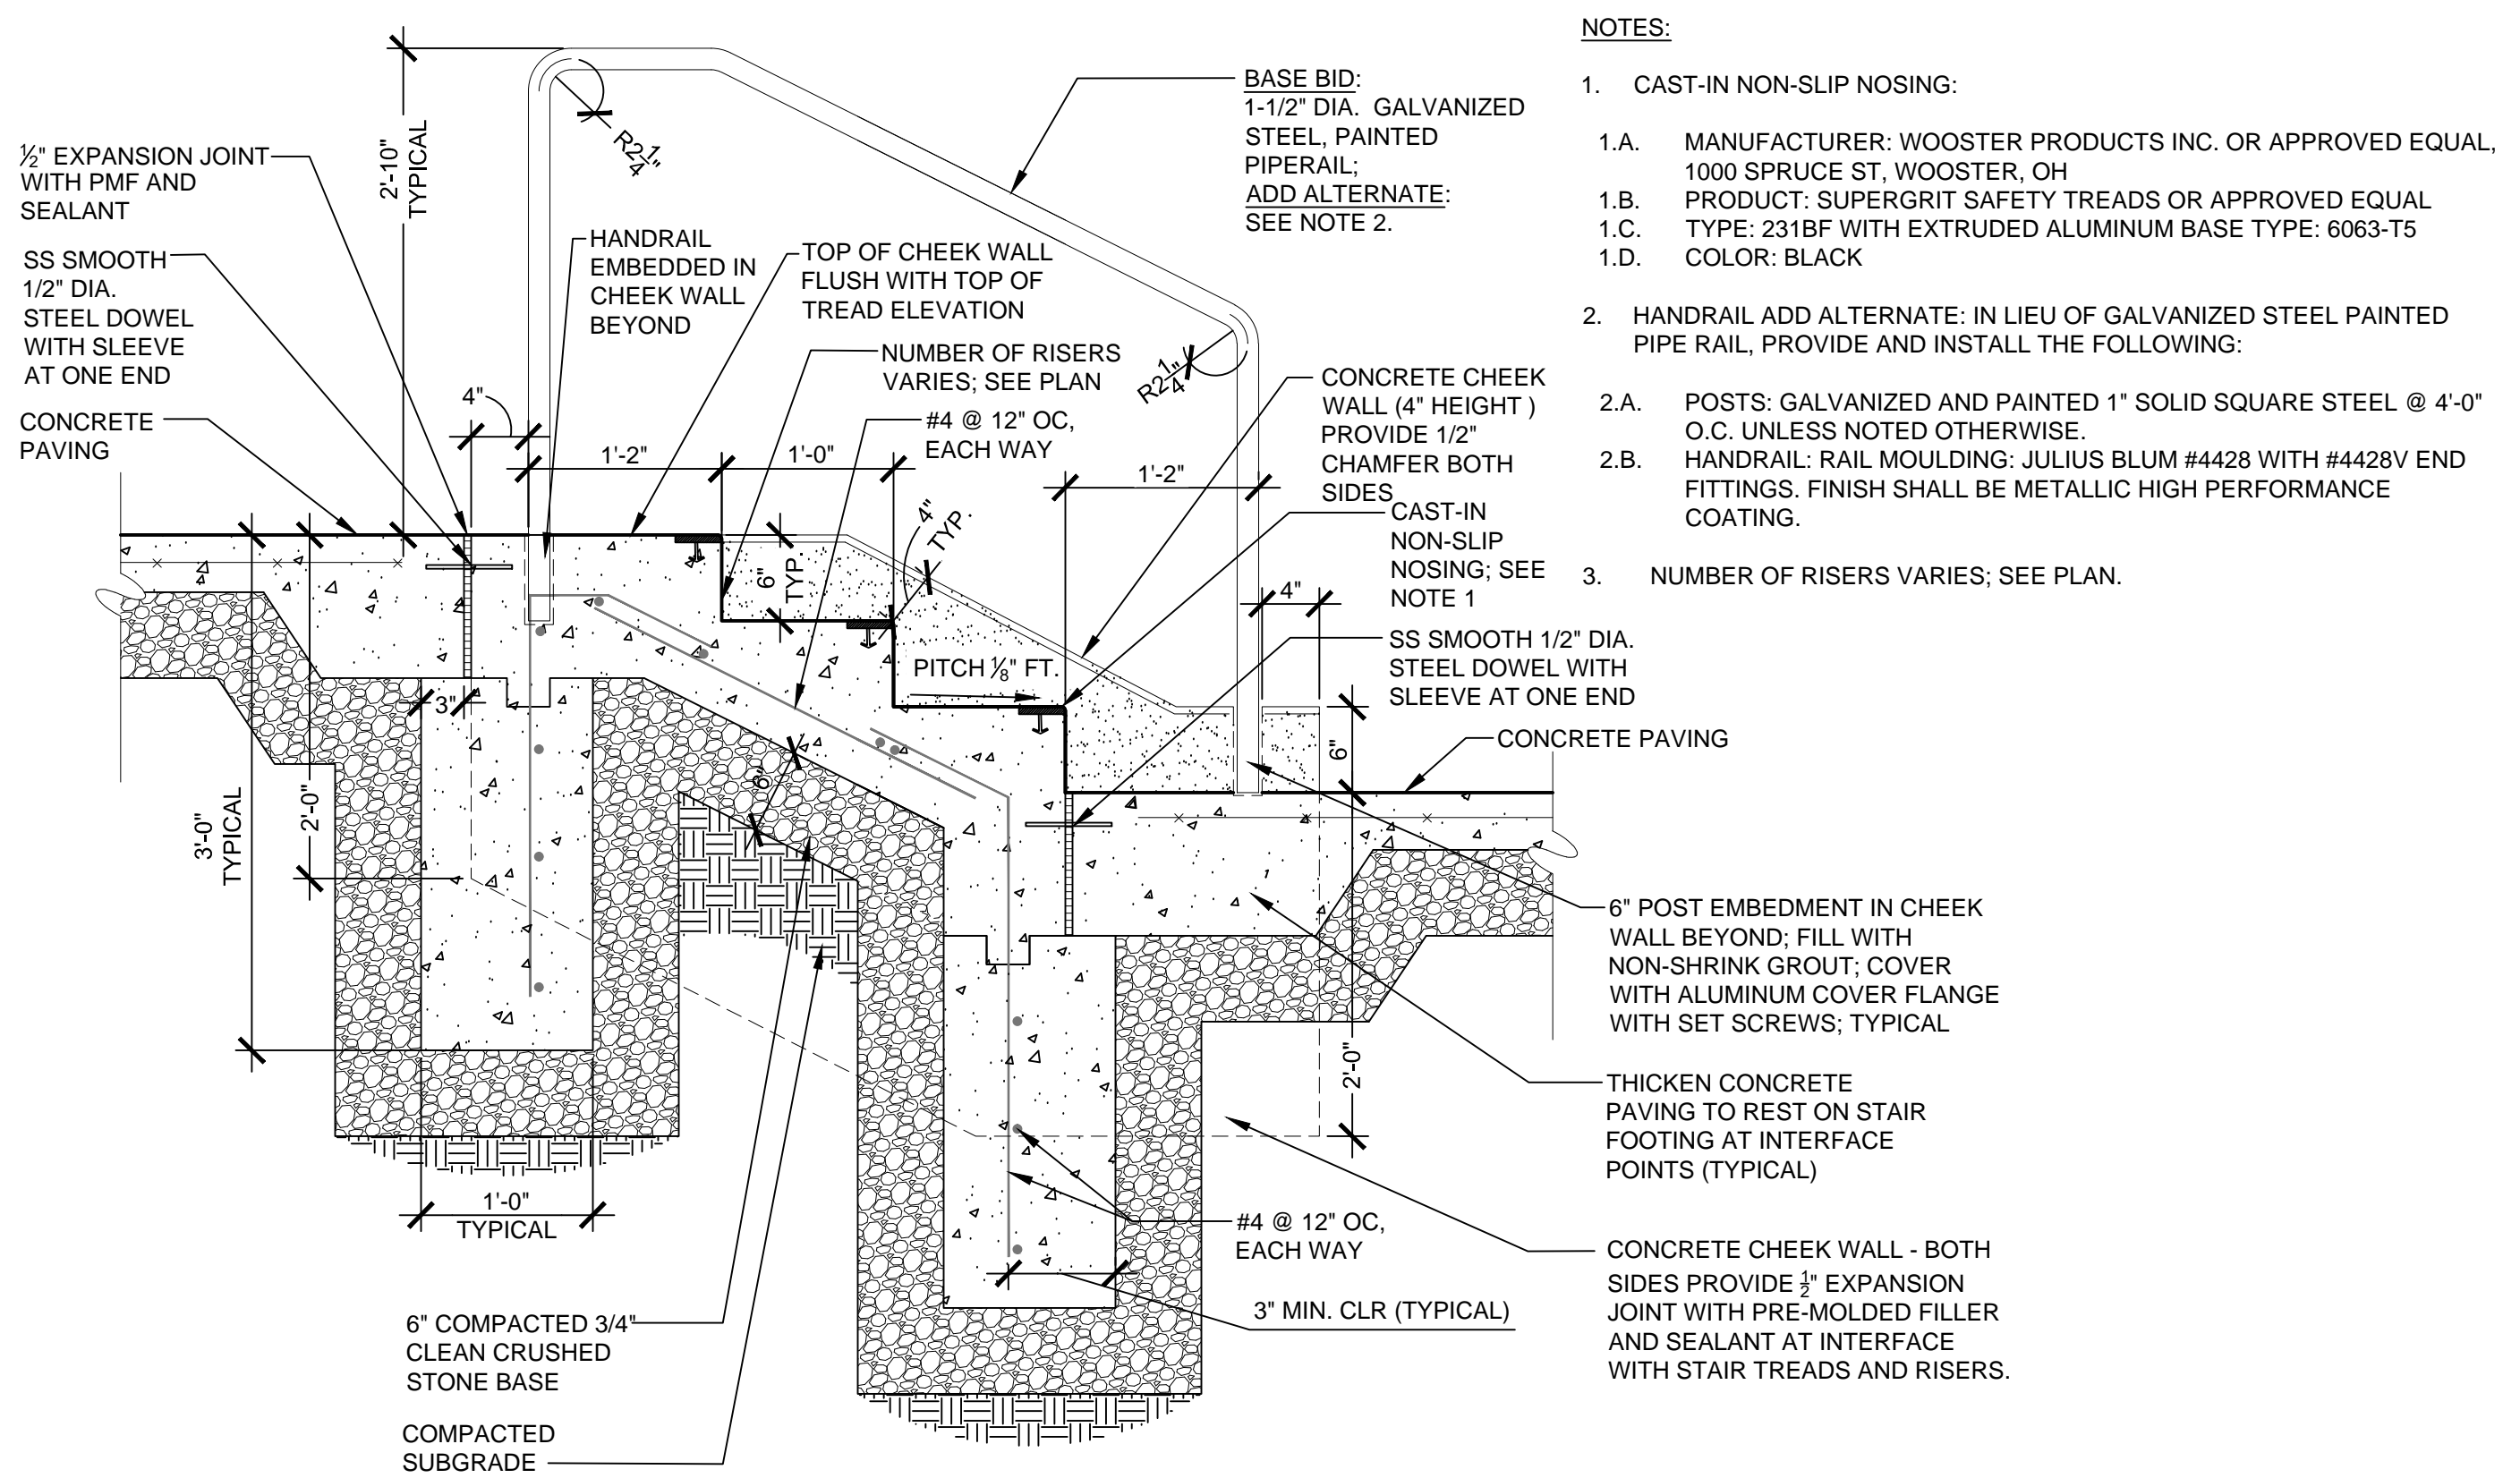 NOTES:
1. CAST-IN NON-SLIP NOSING:
1.A. MANUFACTURER: WOOSTER PRODUCTS INC. OR APPROVED EQUAL,
1000 SPRUCE ST, WOOSTER, OH
1.B. PRODUCT: SUPERGRIT SAFETY TREADS OR APPROVED EQUAL
1.C. TYPE: 231BF WITH EXTRUDED ALUMINUM BASE TYPE: 6063-T5
1.D. COLOR: BLACK
2. HANDRAIL ADD ALTERNATE: IN LIEU OF GALVANIZED STEEL PAINTED
PIPE RAIL, PROVIDE AND INSTALL THE FOLLOWING:
2.A. POSTS: GALVANIZED AND PAINTED 1" SOLID SQUARE STEEL @ 4'-0"
O.C. UNLESS NOTED OTHERWISE.
2.B. HANDRAIL: RAIL MOULDING: JULIUS BLUM #4428 WITH #4428V END
FITTINGS. FINISH SHALL BE METALLIC HIGH PERFORMANCE
COATING.
3. NUMBER OF RISERS VARIES; SEE PLAN.
½" EXPANSION JOINT
WITH PMF AND
SEALANT
SS SMOOTH
1/2" DIA.
STEEL DOWEL
WITH SLEEVE
AT ONE END
CONCRETE
PAVING
2'-10"
TYPICAL
R2 1/4"
BASE BID:
1-1/2" DIA. GALVANIZED
STEEL, PAINTED
PIPERAIL;
ADD ALTERNATE:
SEE NOTE 2.
HANDRAIL
EMBEDDED IN
CHEEK WALL
BEYOND
TOP OF CHEEK WALL
FLUSH WITH TOP OF
TREAD ELEVATION
NUMBER OF RISERS
VARIES; SEE PLAN
#4 @ 12" OC,
EACH WAY
R2 1/4"
CONCRETE CHEEK
WALL (4" HEIGHT )
PROVIDE 1/2"
CHAMFER BOTH
SIDES
CAST-IN
NON-SLIP
NOSING; SEE
NOTE 1
SS SMOOTH 1/2" DIA.
STEEL DOWEL WITH
SLEEVE AT ONE END
CONCRETE PAVING
4"
1'-2"
1'-0"
1'-2"
4"
TYP.
6"
TYP.
4"
PITCH ⅛" FT.
6"
3"
6"
3'-0"
TYPICAL
2'-0"
2'-0"
1'-0"
TYPICAL
6" POST EMBEDMENT IN CHEEK
WALL BEYOND; FILL WITH
NON-SHRINK GROUT; COVER
WITH ALUMINUM COVER FLANGE
WITH SET SCREWS; TYPICAL
THICKEN CONCRETE
PAVING TO REST ON STAIR
FOOTING AT INTERFACE
POINTS (TYPICAL)
#4 @ 12" OC,
EACH WAY
3" MIN. CLR (TYPICAL)
CONCRETE CHEEK WALL - BOTH
SIDES PROVIDE ½" EXPANSION
JOINT WITH PRE-MOLDED FILLER
AND SEALANT AT INTERFACE
WITH STAIR TREADS AND RISERS.
6" COMPACTED 3/4"
CLEAN CRUSHED
STONE BASE
COMPACTED
SUBGRADE